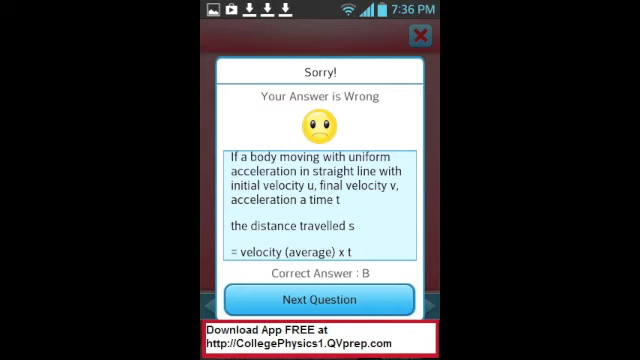 7:36 PM
Sorry!
Your Answer is Wrong
If a body moving with uniform
acceleration in straight line with
initial velocity u, final velocity v,
acceleration a time t
the distance travelled s
= velocity (average) x t
Correct Answer : B
Next Question
Download App FREE at
http://CollegePhysics1.QVprep.com